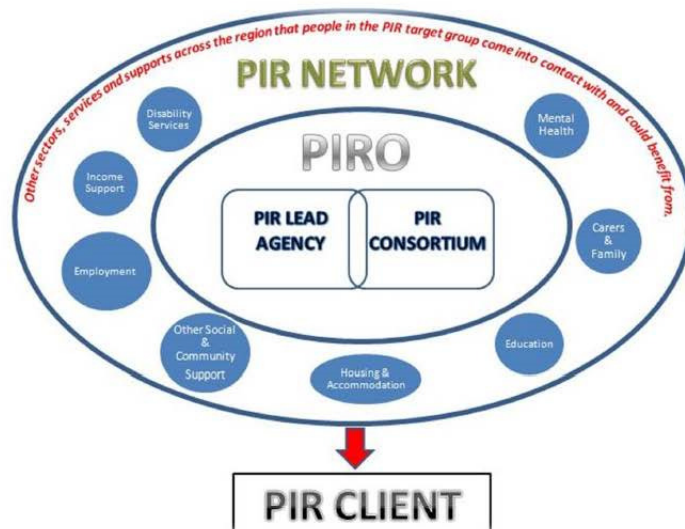 Other sectors, services and supports across the region that people in the PIR target group come into contact with and could benefit from.
PIR NETWORK
Disability
Services
Mental
Health
PIRO
Income
Support
PIR LEAD
AGENCY
PIR
CONSORTIUM
Carers
&
Family
Employment
Other Social
&
Community
Support
Education
Housing &
Accommodation
PIR CLIENT